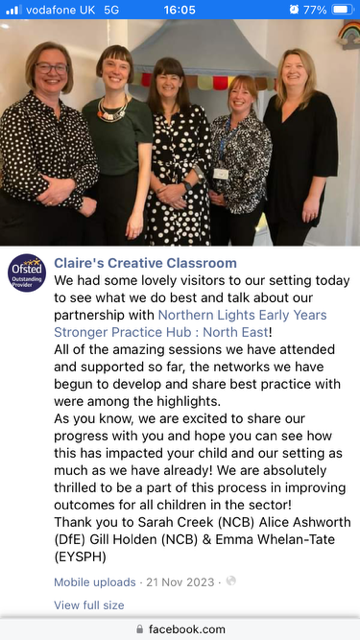 vodafone UK 5G 16:05 77%
Ofsted
Outstanding
Provider
Claire's Creative Classroom
We had some lovely visitors to our setting today
to see what we do best and talk about our
partnership with Northern Lights Early Years
Stronger Practice Hub : North East!
All of the amazing sessions we have attended
and supported so far, the networks we have
begun to develop and share best practice with
were among the highlights.
As you know, we are excited to share our
progress with you and hope you can see how
this has impacted your child and our setting as
much as we have already! We are absolutely
thrilled to be a part of this process in improving
outcomes for all children in the sector!
Thank you to Sarah Creek (NCB) Alice Ashworth
(DfE) Gill Holden (NCB) & Emma Whelan-Tate
(EYSPH)
Mobile uploads · 21 Nov 2023 ·
View full size
facebook.com